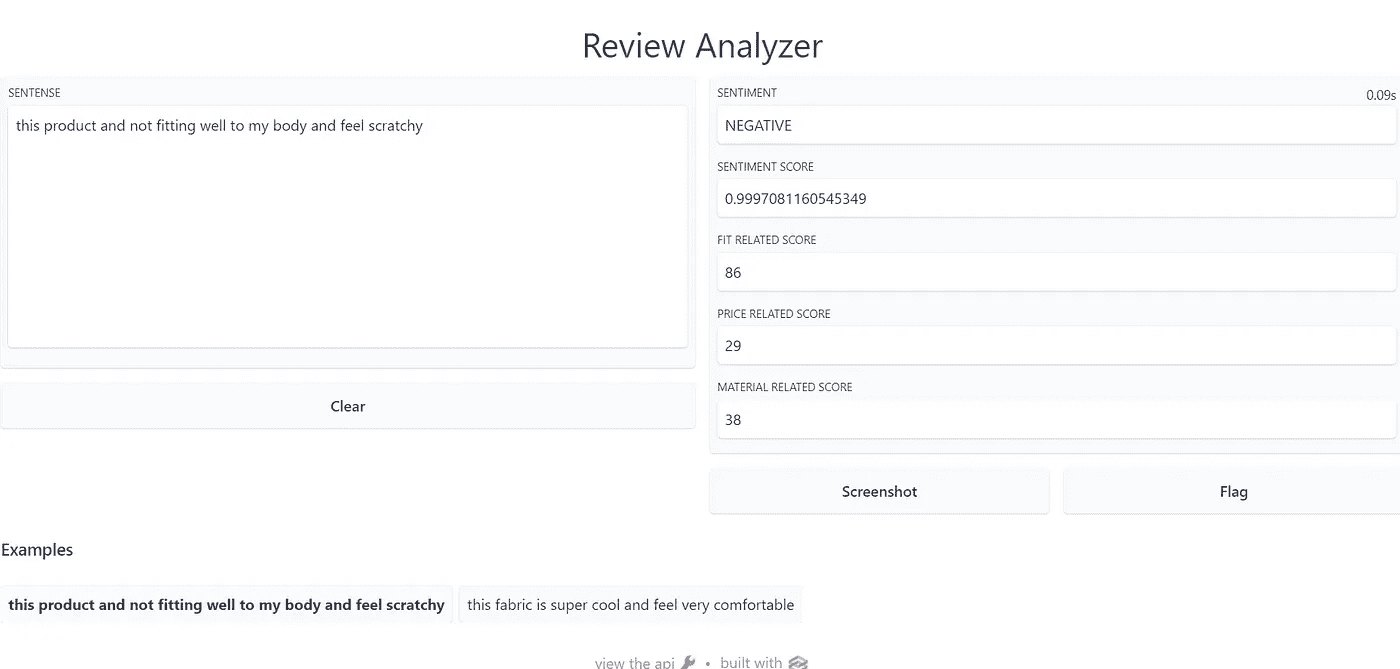 Review Analyzer
SENTENSE
this product and not fitting well to my body and feel scratchy
Clear
SENTIMENT
0.09s
NEGATIVE
SENTIMENT SCORE
0.9997081160545349
FIT RELATED SCORE
86
PRICE RELATED SCORE
29
MATERIAL RELATED SCORE
38
Screenshot Flag
Examples
this product and not fitting well to my body and feel scratchy this fabric is super cool and feel very comfortable
view the api • built with